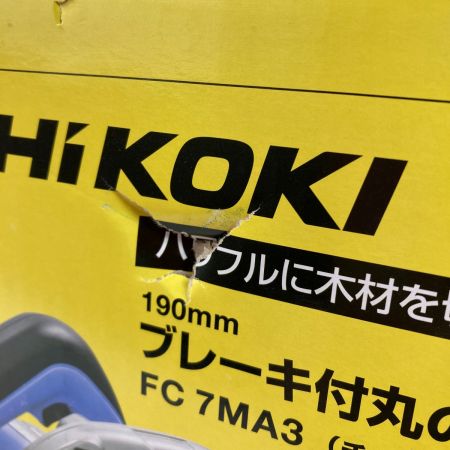 HiKOKI
パワフルに木材を
190mm
ブレーキ付丸の
FC 7MA3